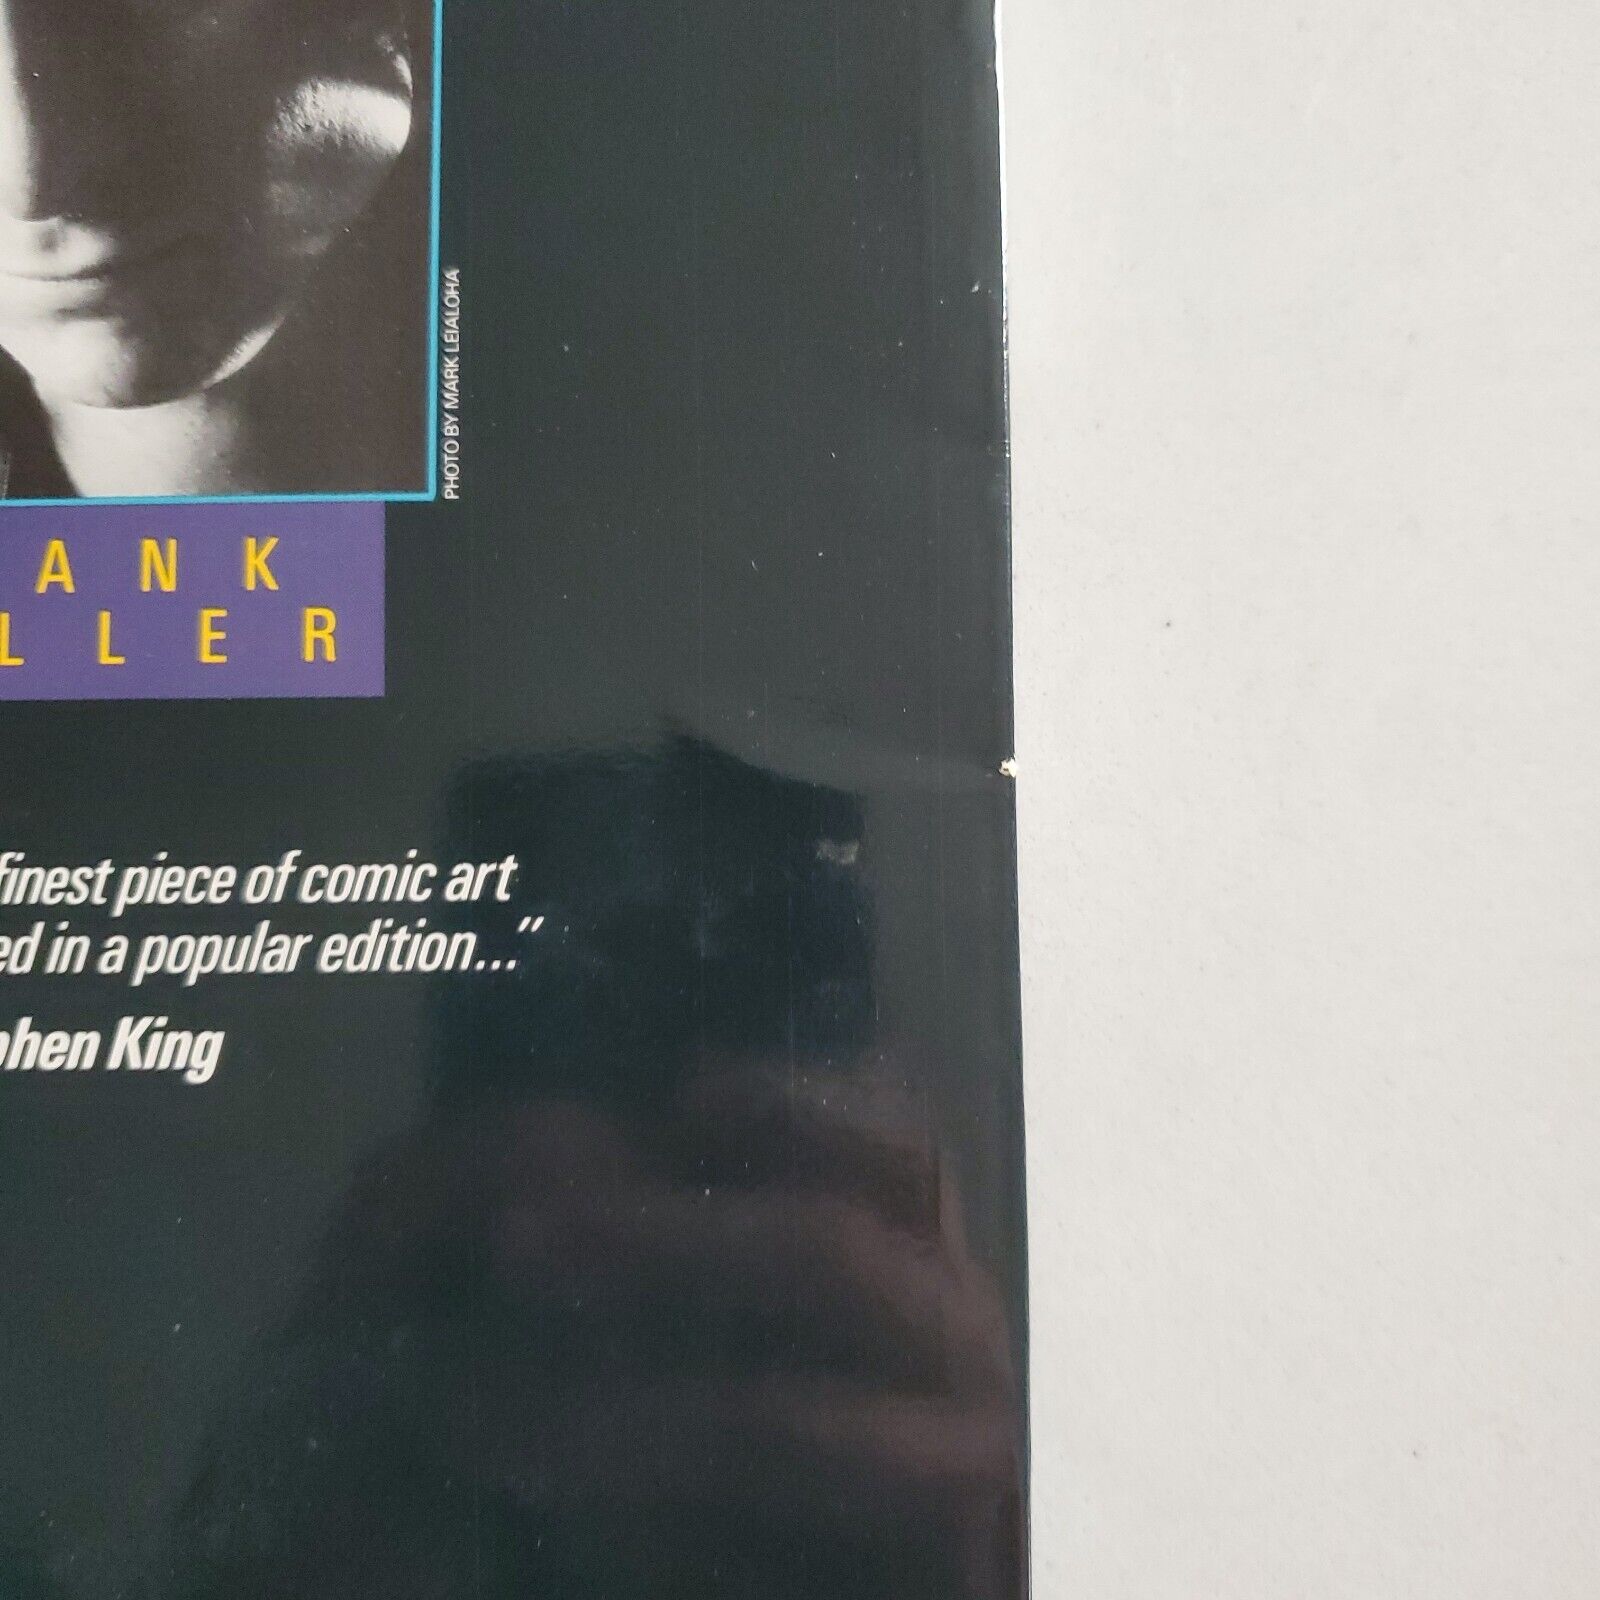 PHOTO BY MARK LEIALOHA
ANK
LLER
finest piece of comic art
ed in a popular edition..."
phen King